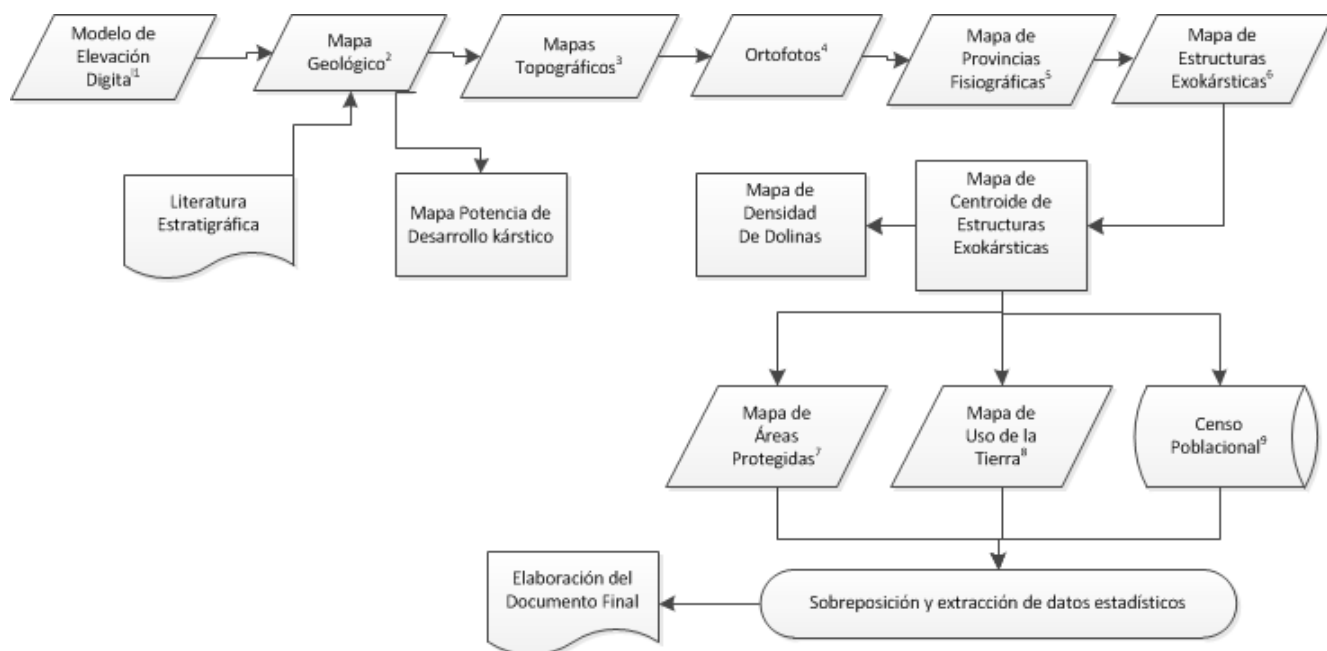 Modelo de
Elevación
Digital¹
Mapa
Geológico²
Mapas
Topográficos³
Ortofotos⁴
Mapa de
Provincias
Fisiográficas⁵
Mapa de
Estructuras
Exokársticas⁶
Literatura
Estratigráfica
Mapa Potencia de
Desarrollo kárstico
Mapa de
Densidad
De Dolinas
Mapa de
Centroide de
Estructuras
Exokársticas
Mapa de
Áreas
Protegidas⁷
Mapa de
Uso de la
Tierra⁸
Censo
Poblacional⁹
Elaboración del
Documento Final
Sobreposición y extracción de datos estadísticos